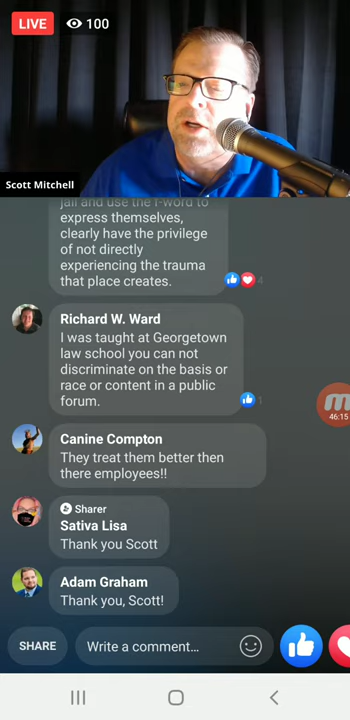 LIVE
100
Scott Mitchell
jail and use the f-word to
express themselves,
clearly have the privilege
of not directly
experiencing the trauma
that place creates.
4
Richard W. Ward
I was taught at Georgetown
law school you can not
discriminate on the basis or
race or content in a public
forum.
1
46:15
Canine Compton
They treat them better then
there employees!!
Sharer
Sativa Lisa
Thank you Scott
Adam Graham
Thank you, Scott!
SHARE
Write a comment...